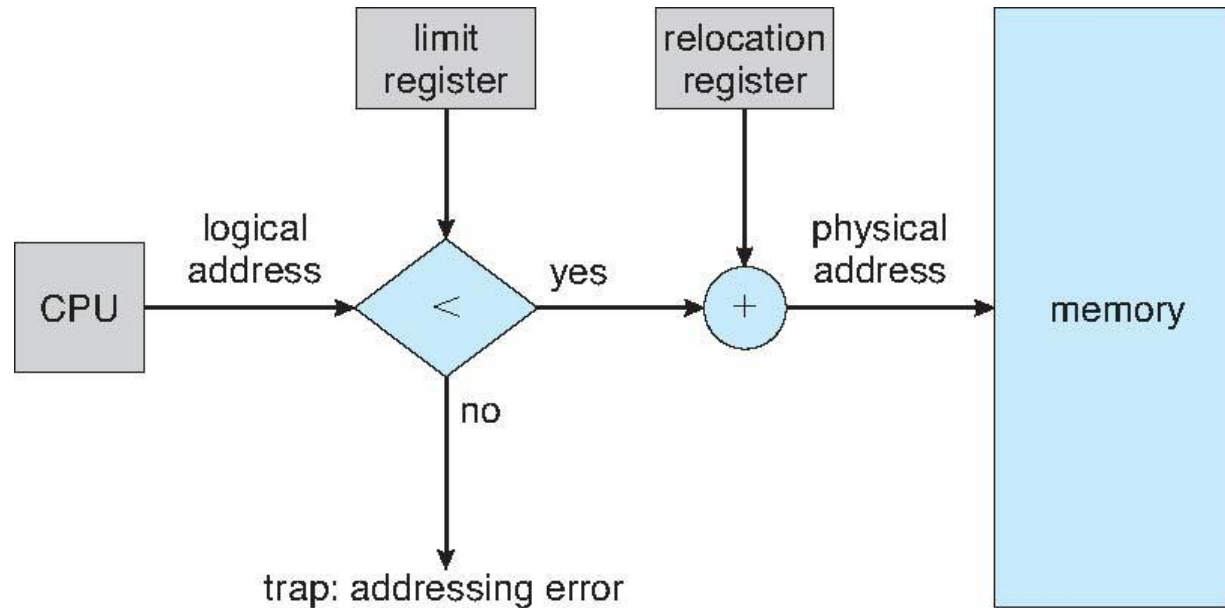 limit
register
relocation
register
logical
address
physical
address
CPU
<
yes
+
memory
no
trap: addressing error